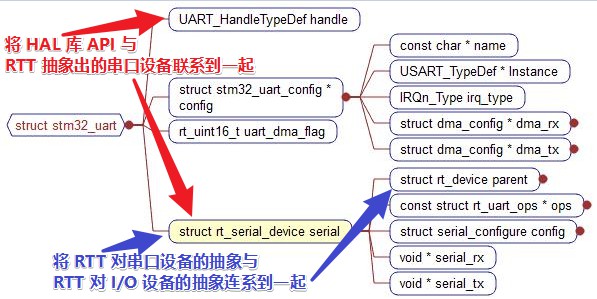 将 HAL 库 API 与
RTT 抽象出的串口设备联系到一起
UART_HandleTypeDef handle
struct stm32_uart
struct stm32_uart_config *
config
const char * name
USART_TypeDef * Instance
IRQn_Type irq_type
struct dma_config * dma_rx
struct dma_config * dma_tx
rt_uint16_t uart_dma_flag
struct rt_serial_device serial
struct rt_device parent
const struct rt_uart_ops * ops
struct serial_configure config
void * serial_rx
void * serial_tx
将 RTT 对串口设备的抽象与
RTT 对 I/O 设备的抽象连系到一起